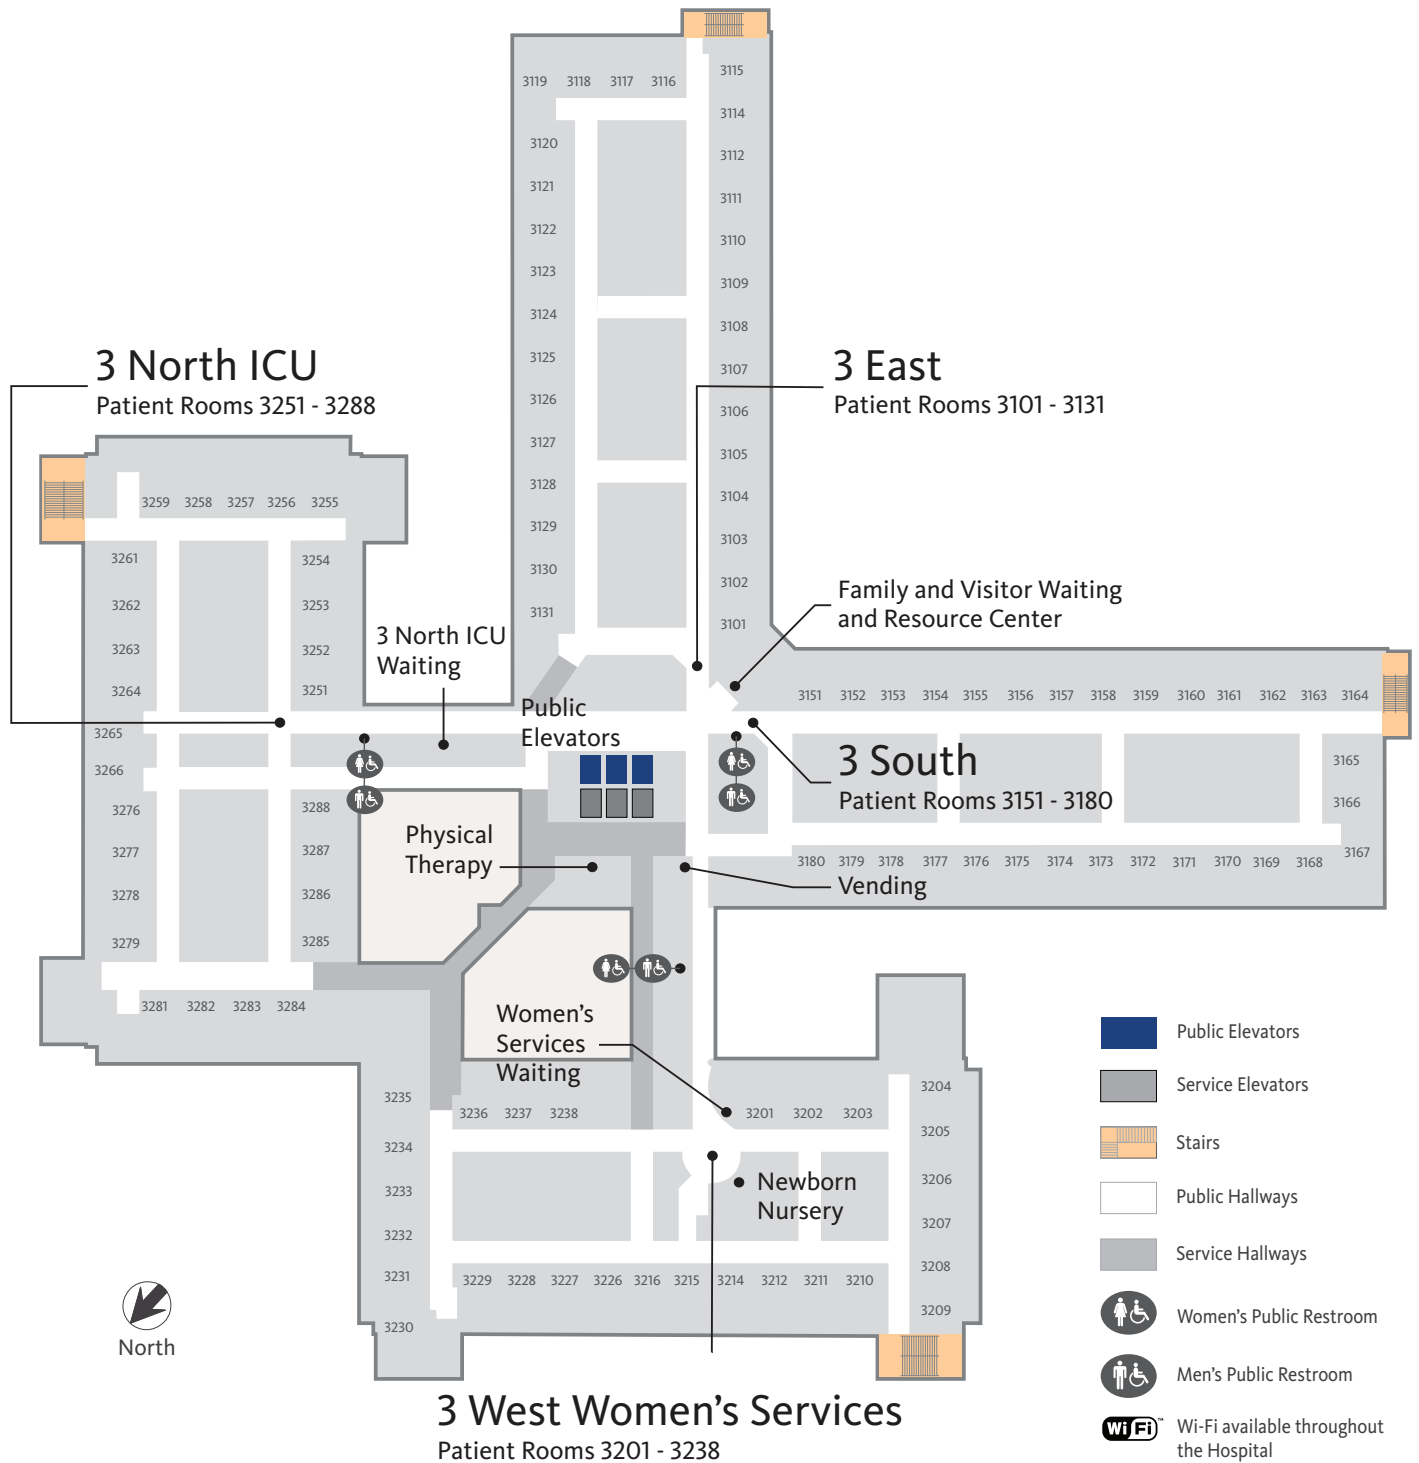 3115
3119 3118 3117 3116
3114
3120
3112
3121
3111
3122
3110
3123
3109
3124
3108
3125
3107
3126
3106
3127
3105
3128
3104
3129
3103
3130
3102
3131
3101
3 North ICU
Patient Rooms 3251 - 3288
3 East
Patient Rooms 3101 - 3131
3259 3258 3257 3256 3255
3261
3254
3262
3253
3263
3252
3264
3251
3265
3266
3276
3288
3277
3287
3278
3286
3279
3285
3281 3282 3283 3284
3 North ICU
Waiting
Public
Elevators
Family and Visitor Waiting
and Resource Center
3151 3152 3153 3154 3155 3156 3157 3158 3159 3160 3161 3162 3163 3164
3 South
Patient Rooms 3151 - 3180
3165
3166
3167
3180 3179 3178 3177 3176 3175 3174 3173 3172 3171 3170 3169 3168
Physical
Therapy
Vending
Women's
Services
Waiting
3235
3236 3237 3238
3201 3202 3203
3204
3234
3205
3233
3206
3232
3207
3231
3208
3230
3209
Newborn
Nursery
3229 3228 3227 3226 3216 3215 3214 3212 3211 3210
North
3 West Women's Services
Patient Rooms 3201 - 3238
Public Elevators
Service Elevators
Stairs
Public Hallways
Service Hallways
Women's Public Restroom
Men's Public Restroom
Wi Fi™
Wi-Fi available throughout
the Hospital